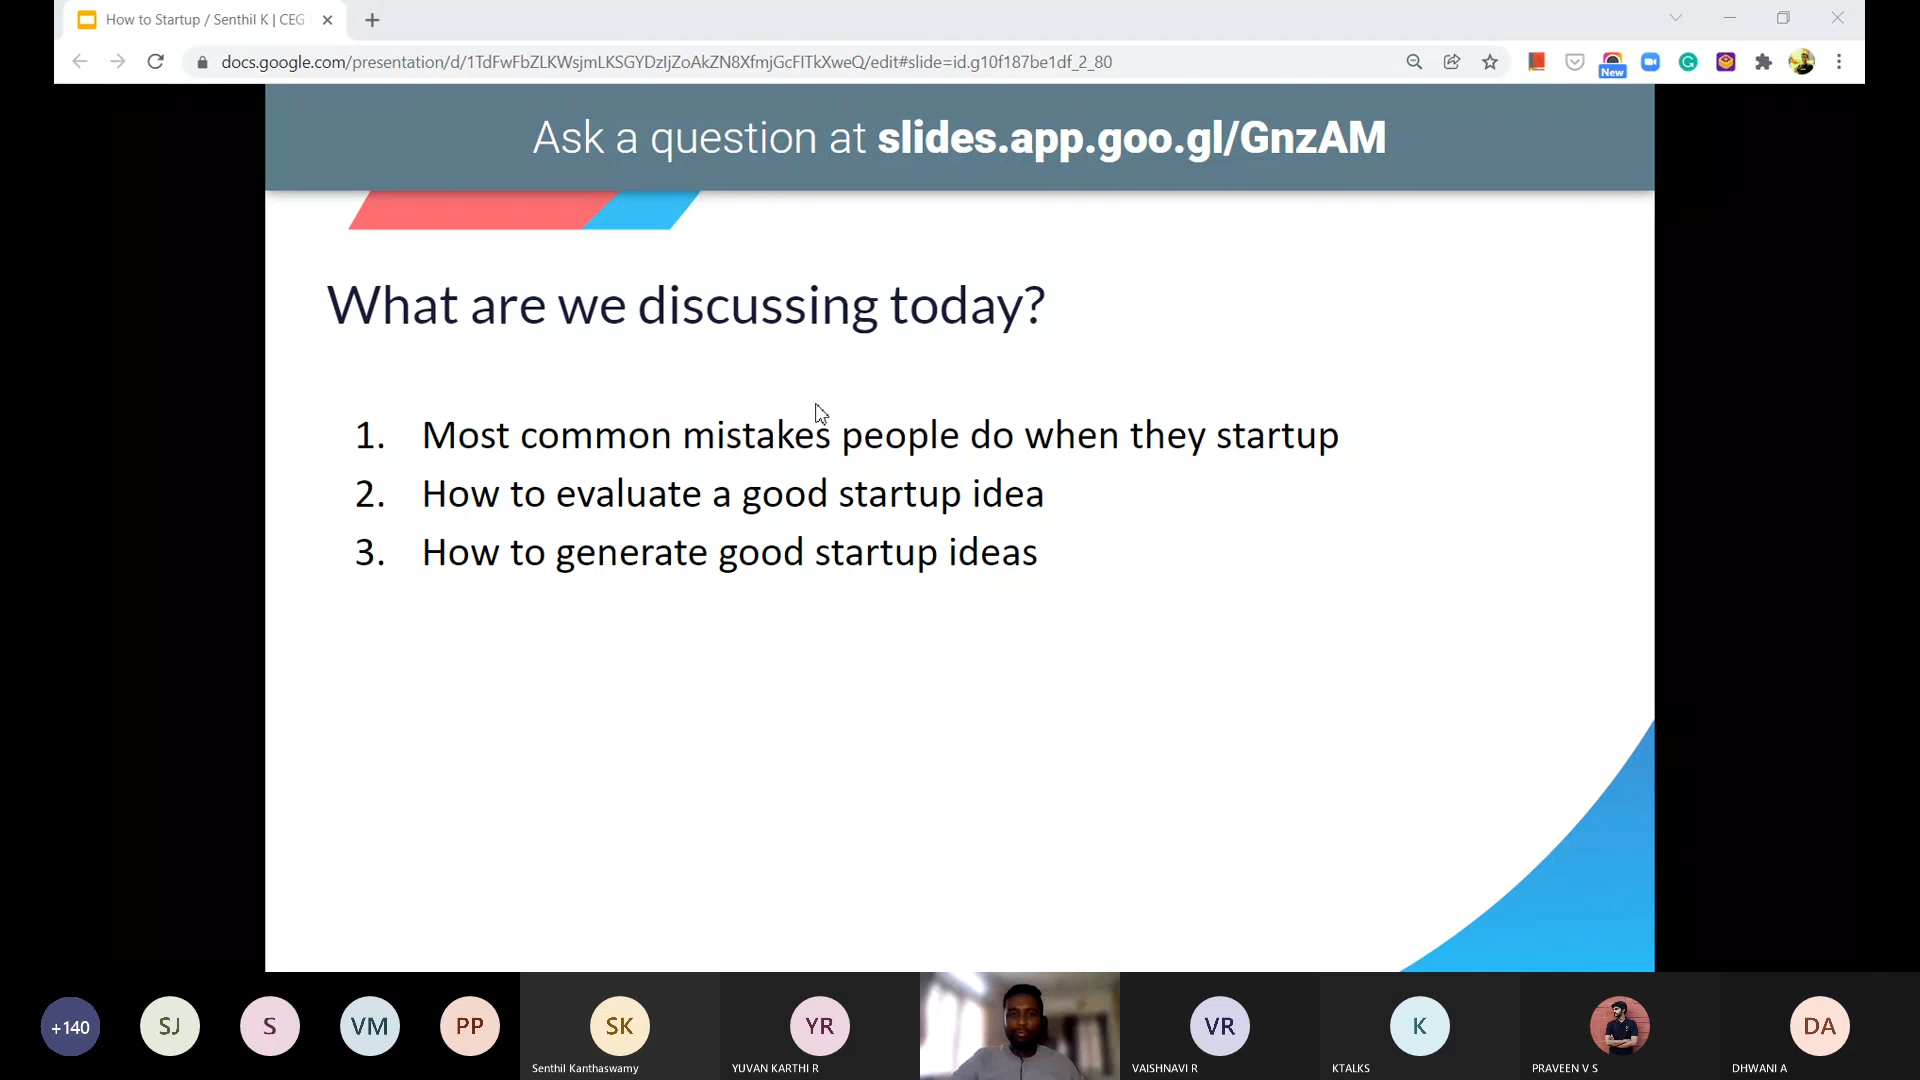 How to Startup / Senthil K | CEG
docs.google.com/presentation/d/1TdFwFbZLKWsjmLKSGYDzIjZoAkZN8XfmjGcFITkXweQ/edit#slide=id.g10f187be1df_2_80
New
Ask a question at slides.app.goo.gl/GnzAM
What are we discussing today?
1. Most common mistakes people do when they startup
2. How to evaluate a good startup idea
3. How to generate good startup ideas
+140
SJ
S
VM
PP
SK
Senthil Kanthaswamy
YR
YUVAN KARTHI R
VR
VAISHNAVI R
K
KTALKS
PRAVEEN V S
DA
DHWANI A